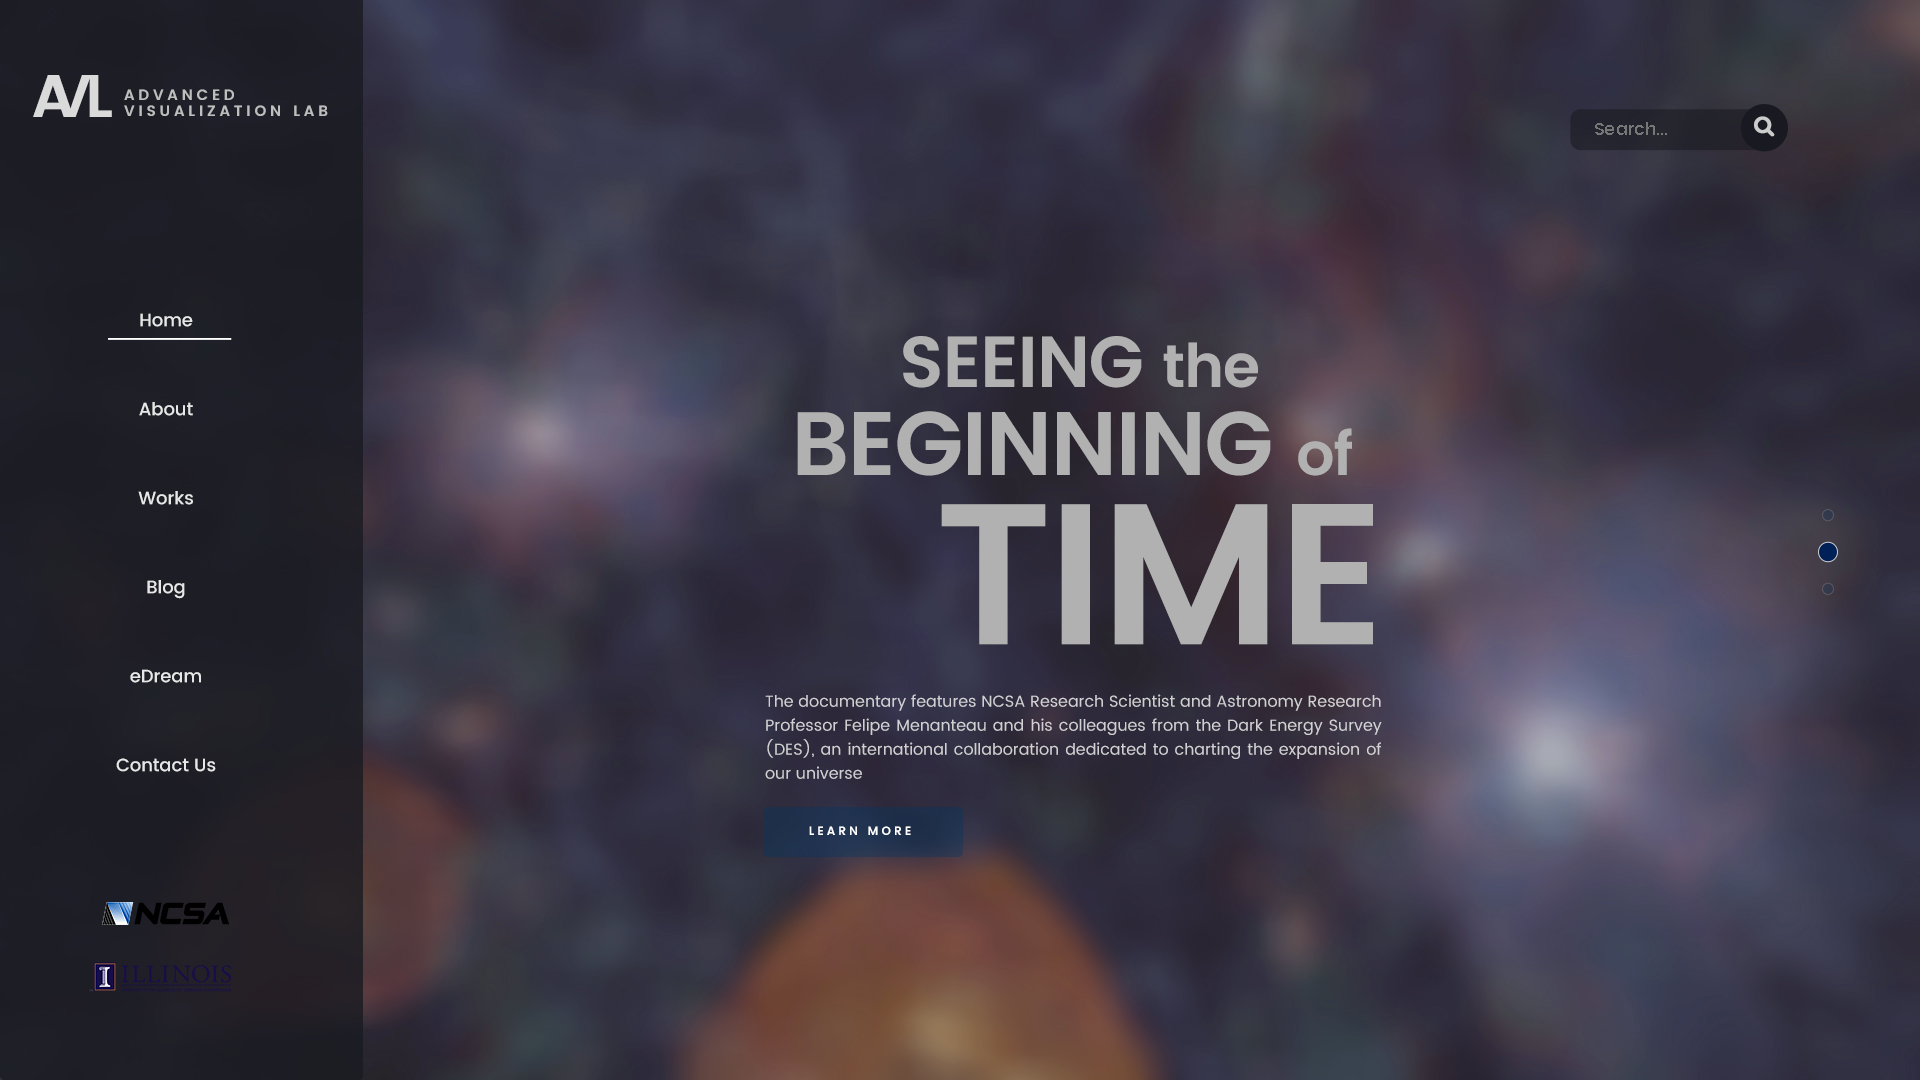 AVL ADVANCED
VISUALIZATION LAB
Search...
Home
About
Works
Blog
eDream
Contact Us
NCSA
I ILLINOIS
SEEING the
BEGINNING of
TIME
The documentary features NCSA Research Scientist and Astronomy Research
Professor Felipe Menanteau and his colleagues from the Dark Energy Survey
(DES), an international collaboration dedicated to charting the expansion of
our universe
LEARN MORE